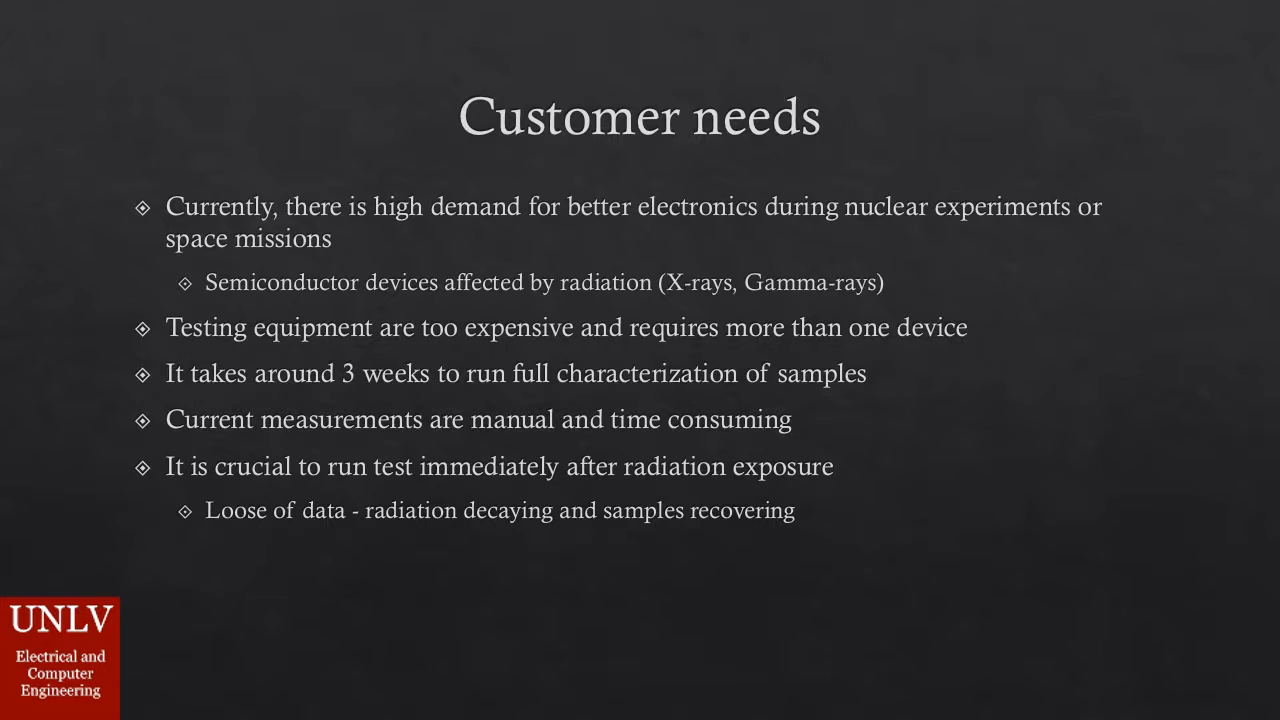 Customer needs
Currently, there is high demand for better electronics during nuclear experiments or
space missions
Semiconductor devices affected by radiation (X-rays, Gamma-rays)
Testing equipment are too expensive and requires more than one device
It takes around 3 weeks to run full characterization of samples
Current measurements are manual and time consuming
It is crucial to run test immediately after radiation exposure
Loose of data - radiation decaying and samples recovering
UNLV
Electrical and
Computer
Engineering